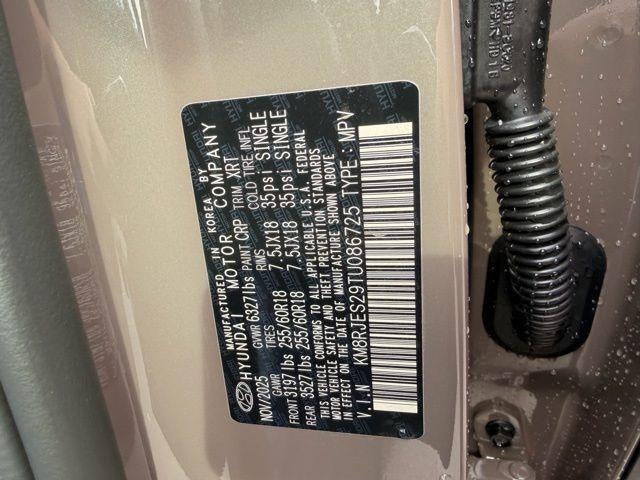 MANUFACTURED IN KOREA BY
HYUNDAI MOTOR COMPANY
NOV/2025 GVWR 6327lbs PAINT CRP TRIM XRT
GAWR TIRES RIMS COLD TIRE INFL
FRONT 3197lbs 255/60R18 7.5JX18 35psi SINGLE
REAR 3527lbs 255/60R18 7.5JX18 35psi SINGLE
THIS VEHICLE CONFORMS TO ALL APPLICABLE U.S.A. FEDERAL
MOTOR VEHICLE SAFETY AND THEFT PREVENTION STANDARDS
IN EFFECT ON THE DATE OF MANUFACTURE SHOWN ABOVE
V.I.N KM8RJES29TU086725 TYPE : MPV